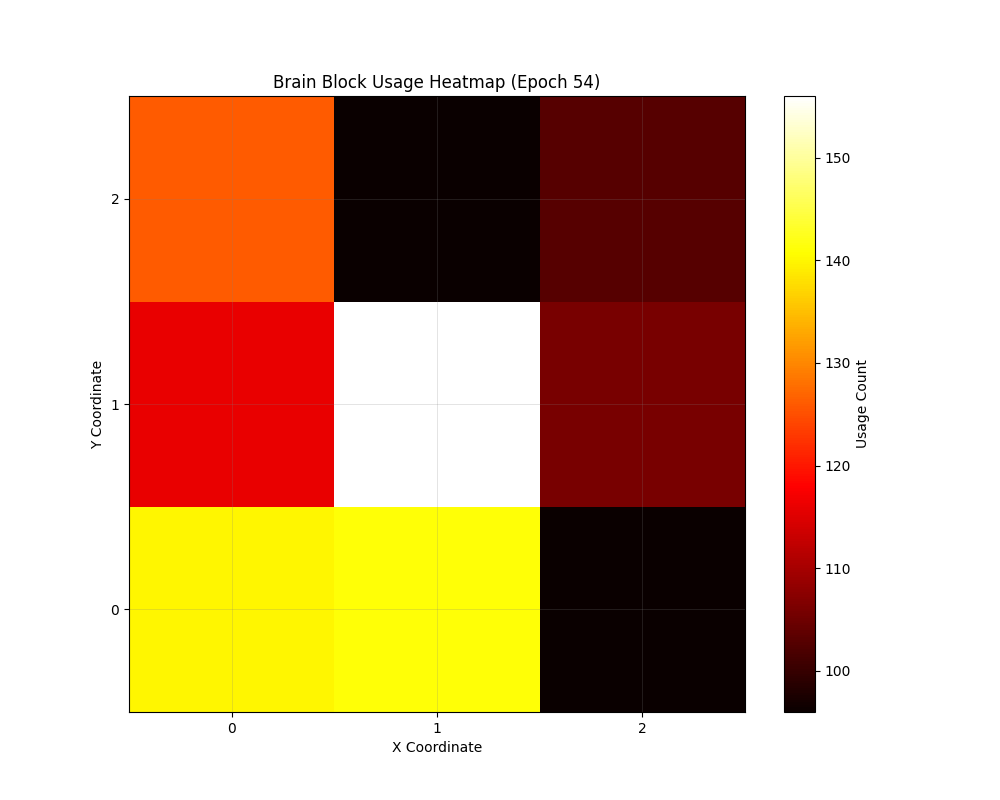 Brain Block Usage Heatmap (Epoch 54)
2
1
0
Y Coordinate
0 1 2
X Coordinate
150
140
130
120
110
100
Usage Count